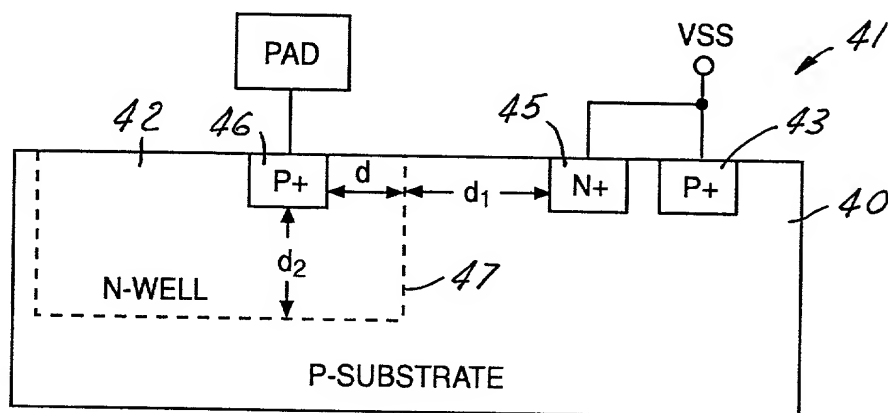 PAD
VSS
41
42
46
45
43
P+
d
d1
N+
P+
40
d2
N-WELL
47
P-SUBSTRATE